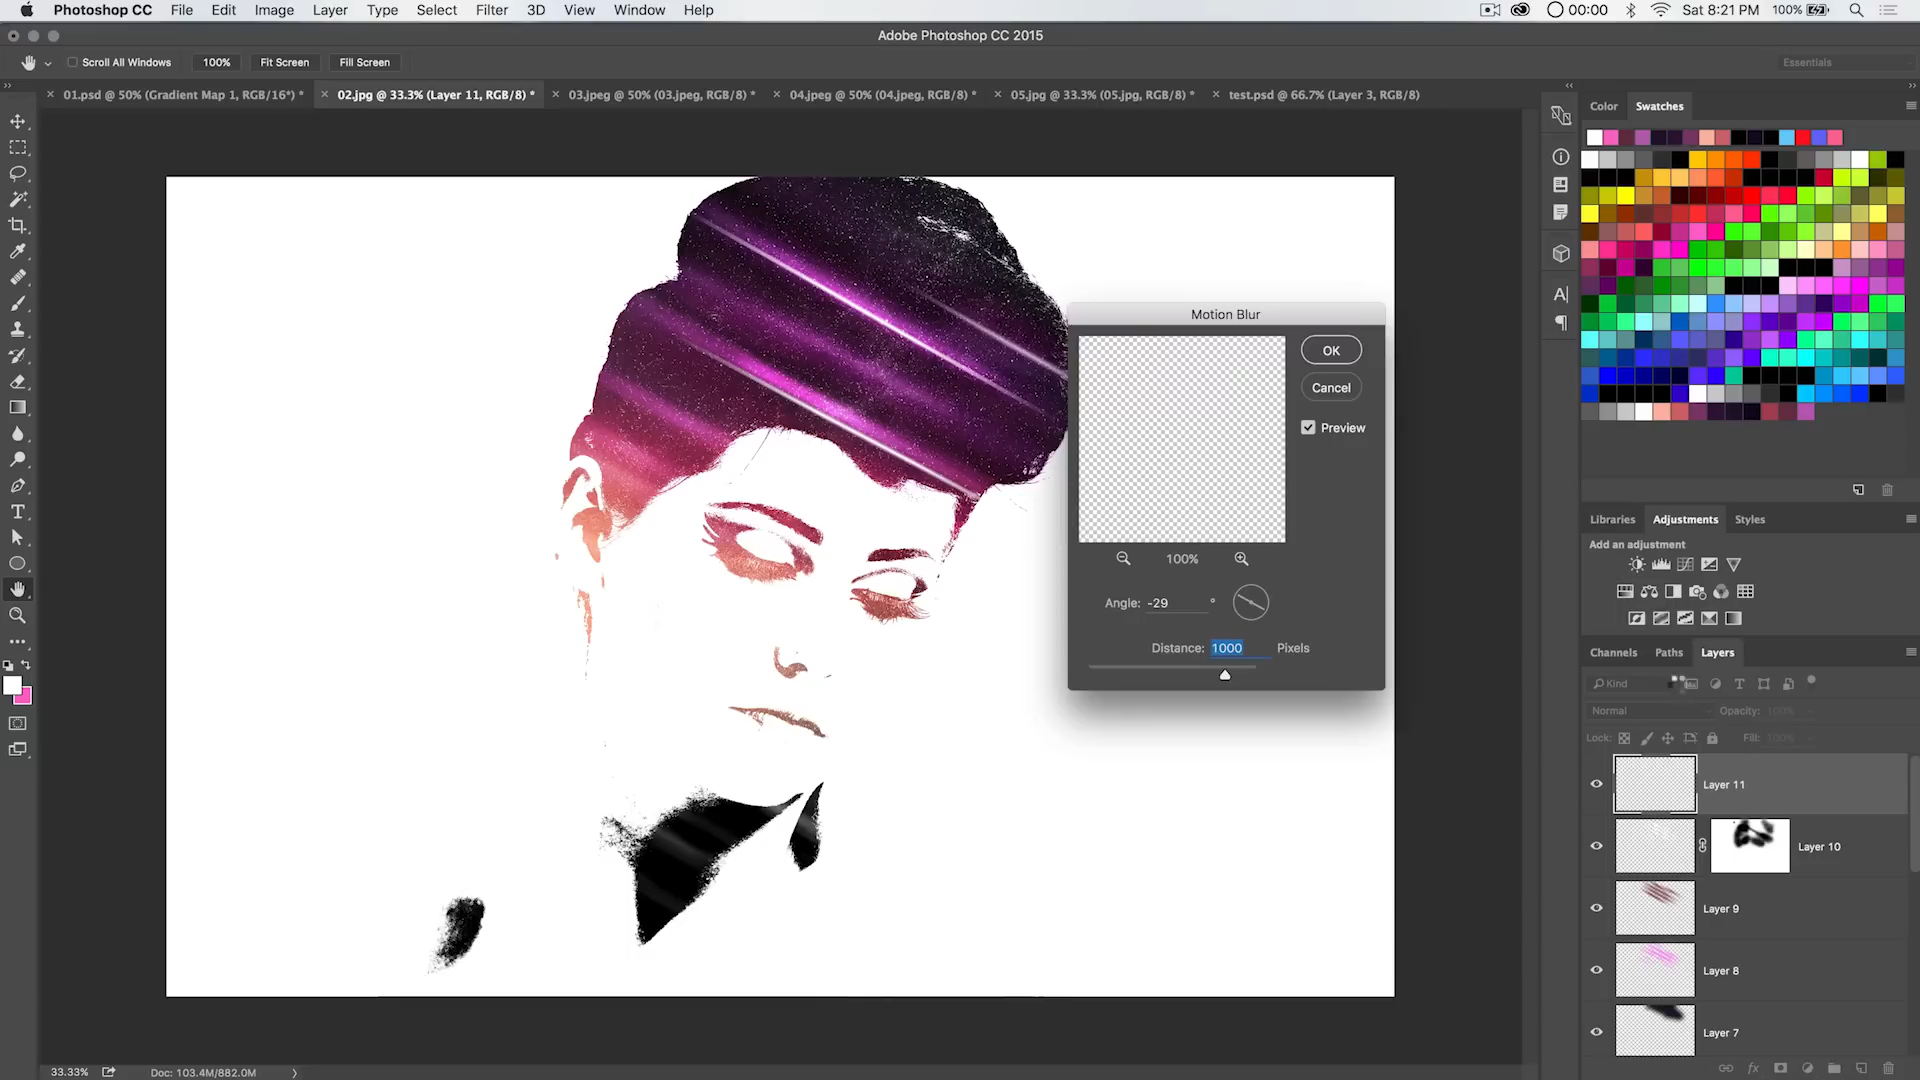 Photoshop CC File Edit Image Layer Type Select Filter 3D View Window Help 00:00 Sat 8:21 PM 100%
Adobe Photoshop CC 2015
Scroll All Windows 100% Fit Screen Fill Screen Essentials
01.psd @ 50% (Gradient Map 1, RGB/16*) * 02.jpg @ 33.3% (Layer 11, RGB/8) * 03.jpeg @ 50% (03.jpeg, RGB/8) * 04.jpeg @ 50% (04.jpeg, RGB/8) * 05.jpg @ 33.3% (05.jpg, RGB/8) * test.psd @ 66.7% (Layer 3, RGB/8)
Color Swatches
Motion Blur
OK
Cancel
Preview
100%
Angle: -29 °
Distance: 1000 Pixels
Libraries Adjustments Styles
Add an adjustment
Channels Paths Layers
Kind
Normal Opacity: 100%
Lock: Fill: 100%
Layer 11
Layer 10
Layer 9
Layer 8
Layer 7
33.33% Doc: 103.4M/882.0M